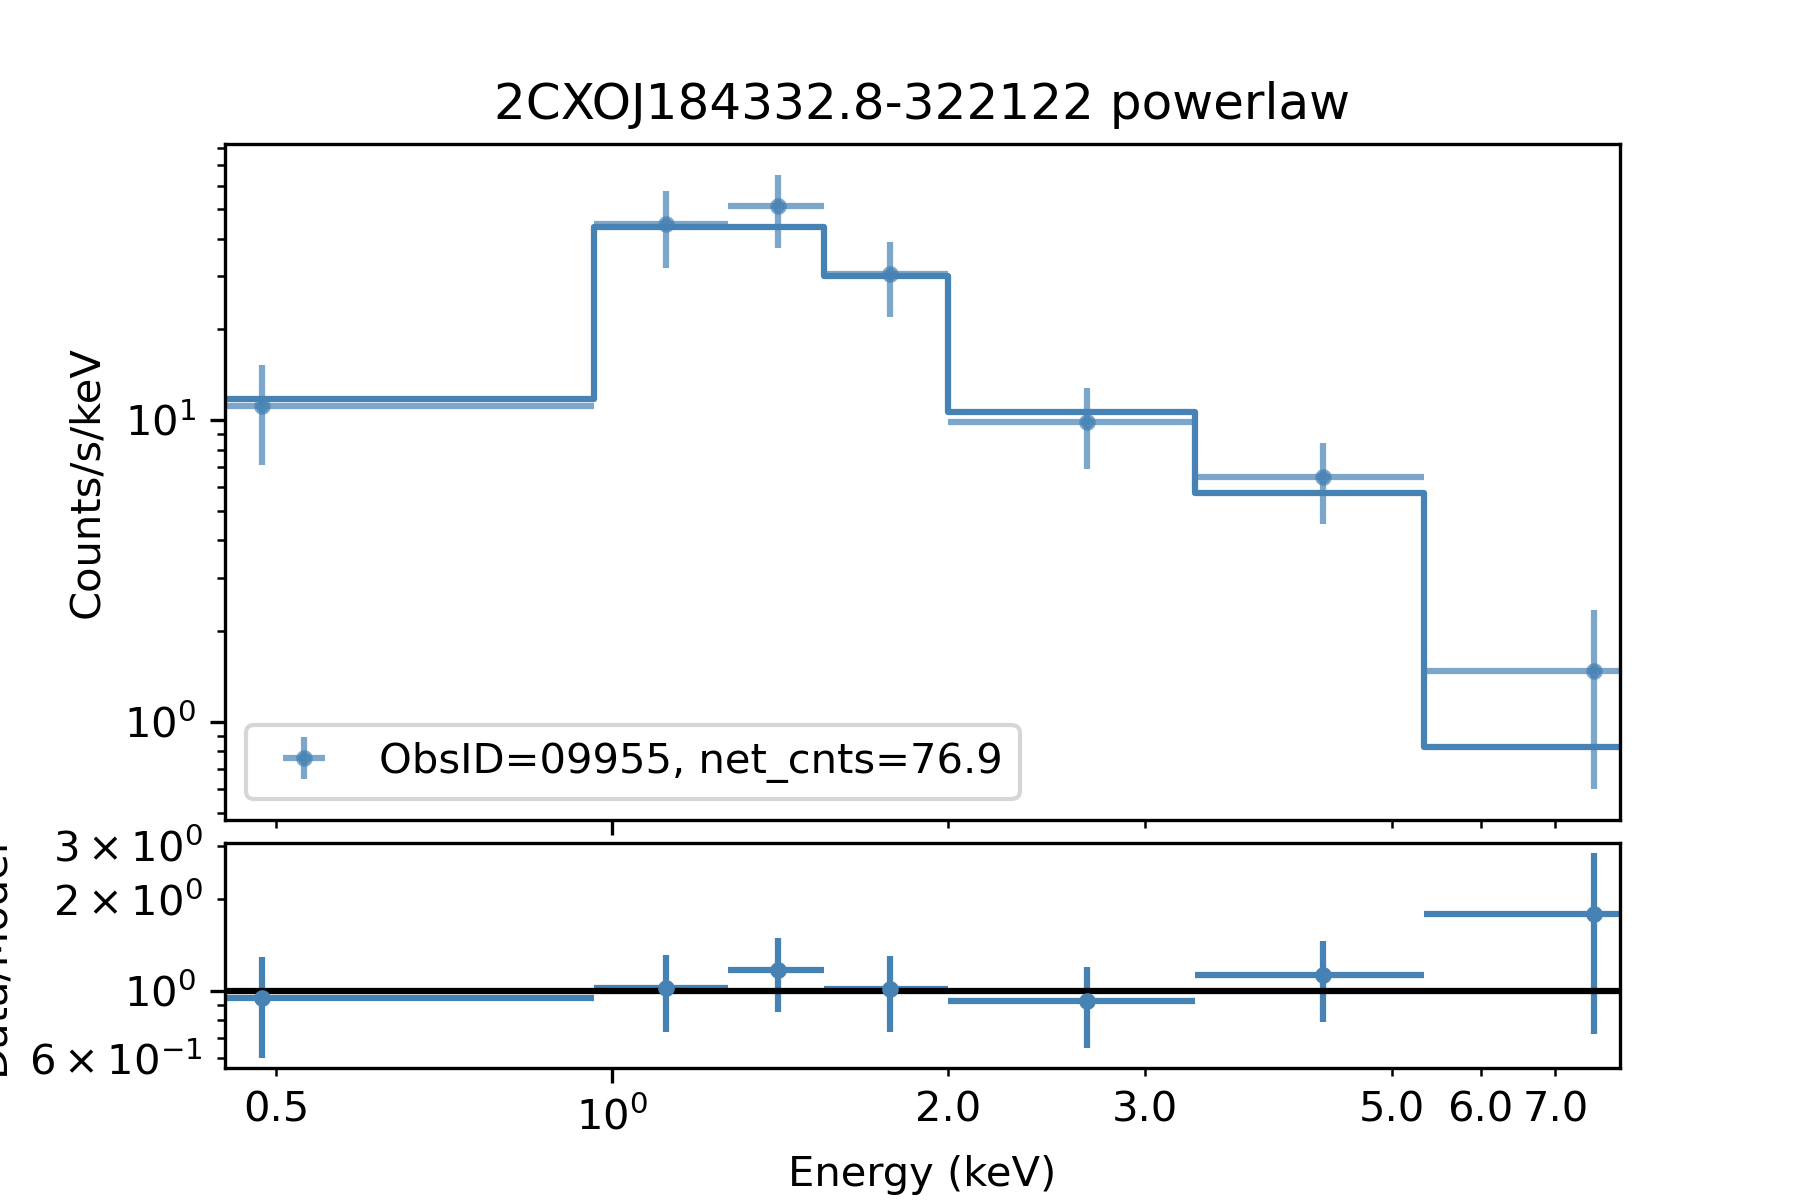 2CXOJ184332.8-322122 powerlaw
Counts/s/keV
10¹
10⁰
ObsID=09955, net_cnts=76.9
3 × 10⁰
2 × 10⁰
10⁰
6 × 10⁻¹
0.5 10⁰ 2.0 3.0 5.0 6.0 7.0
Energy (keV)